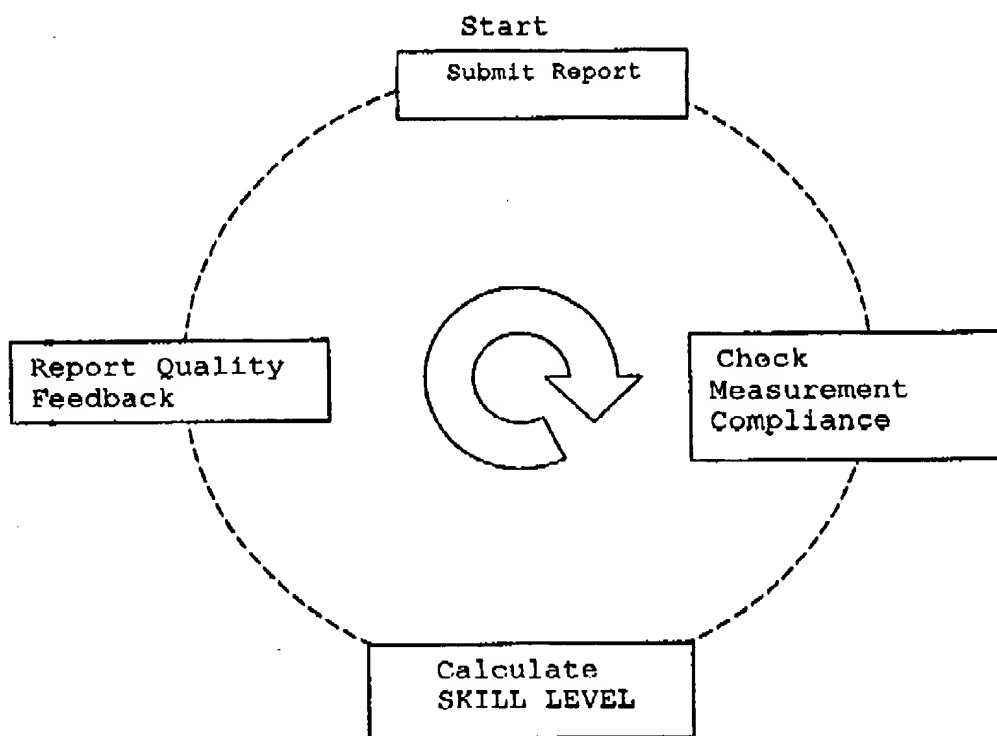 Start
Submit Report
Report Quality
Feedback
Check
Measurement
Compliance
Calculate
SKILL LEVEL